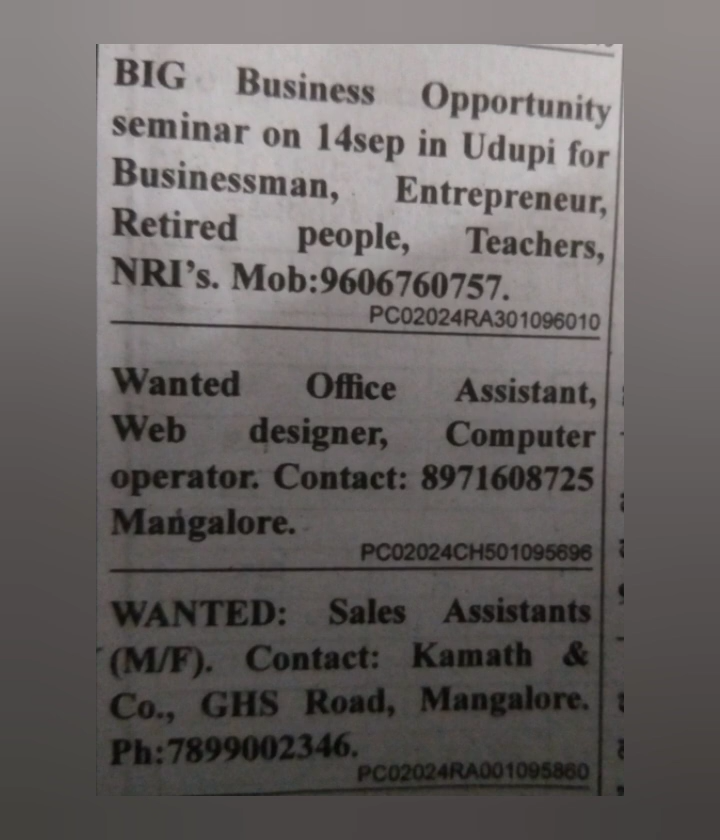 BIG Business Opportunity
seminar on 14sep in Udupi for
Businessman, Entrepreneur,
Retired people, Teachers,
NRI's. Mob:9606760757.
PC02024RA301096010
Wanted Office Assistant,
Web designer, Computer
operator. Contact: 8971608725
Mangalore.
PC02024CH501095696
WANTED: Sales Assistants
(M/F). Contact: Kamath &
Co., GHS Road, Mangalore.
Ph:7899002346.
PC02024RA001095860